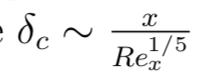 e δ_c ∼ x / Re_x^{1/5}